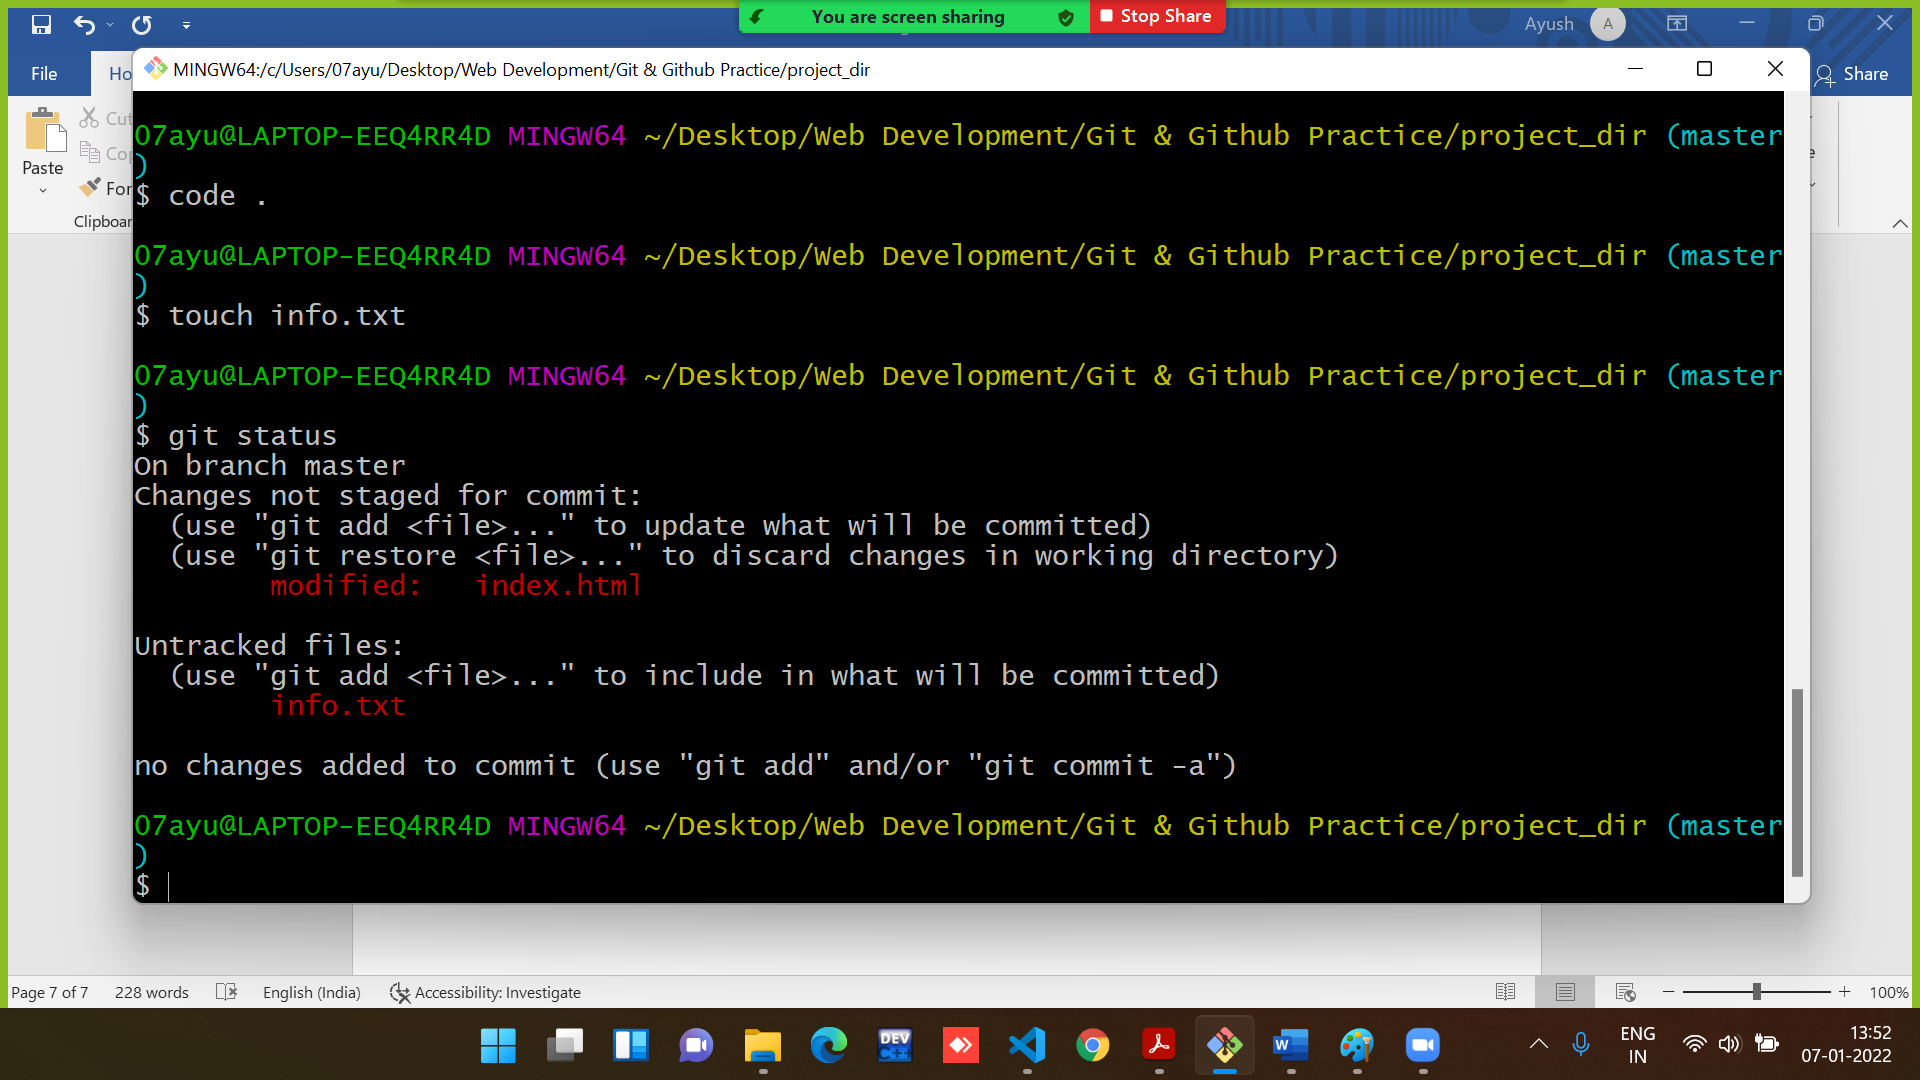 You are screen sharing
Stop Share
Ayush
A
File
Ho
Share
MINGW64:/c/Users/07ayu/Desktop/Web Development/Git & Github Practice/project_dir
Cu
Paste
Co
For
Clipboar
07ayu@LAPTOP-EEQ4RR4D MINGW64 ~/Desktop/Web Development/Git & Github Practice/project_dir (master
)
$ code .
07ayu@LAPTOP-EEQ4RR4D MINGW64 ~/Desktop/Web Development/Git & Github Practice/project_dir (master
)
$ touch info.txt
07ayu@LAPTOP-EEQ4RR4D MINGW64 ~/Desktop/Web Development/Git & Github Practice/project_dir (master
)
$ git status
On branch master
Changes not staged for commit:
  (use "git add <file>..." to update what will be committed)
  (use "git restore <file>..." to discard changes in working directory)
        modified:   index.html
Untracked files:
  (use "git add <file>..." to include in what will be committed)
        info.txt
no changes added to commit (use "git add" and/or "git commit -a")
07ayu@LAPTOP-EEQ4RR4D MINGW64 ~/Desktop/Web Development/Git & Github Practice/project_dir (master
)
$
Page 7 of 7
228 words
English (India)
Accessibility: Investigate
100%
DEV
C++
W
ENG
IN
13:52
07-01-2022